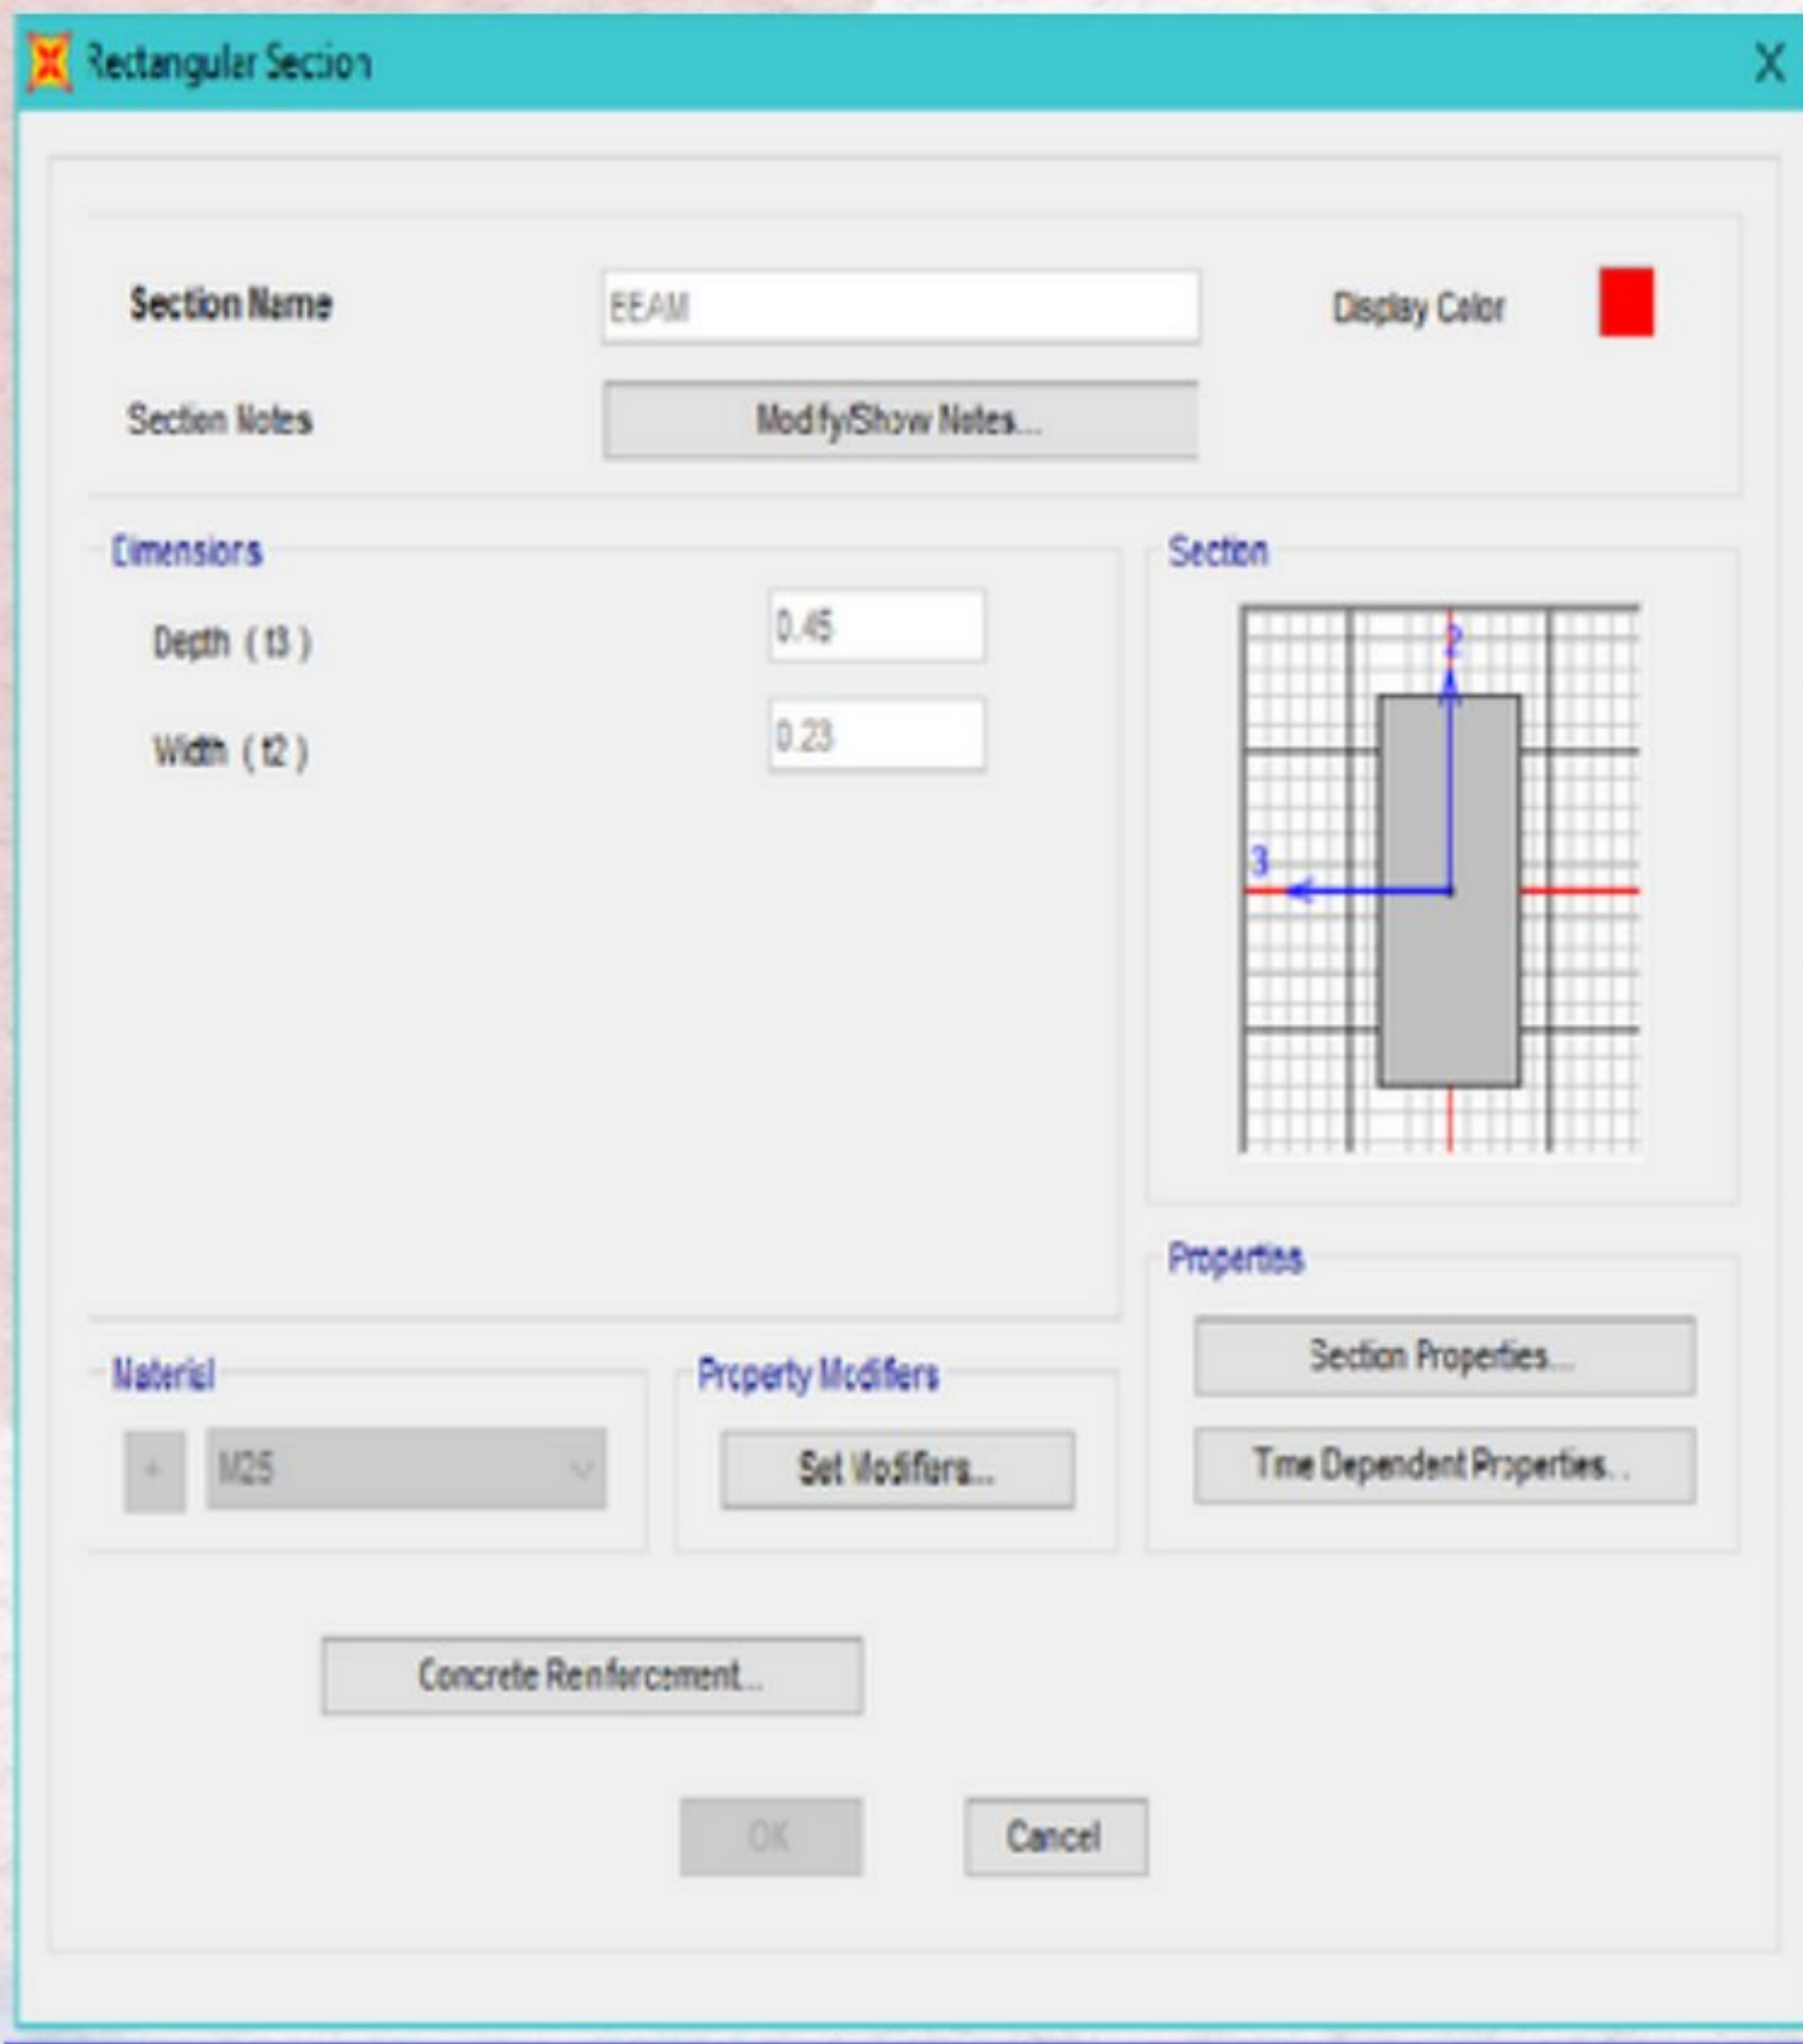 Rectangular Section X
Section Name BEAM Display Color
Section Notes Modify/Show Notes...
Dimensions
Depth ( t3 ) 0.45
Width ( t2 ) 0.23
Section
2
3
Properties
Section Properties...
Time Dependent Properties...
Material
+ M25
Property Modifiers
Set Modifiers...
Concrete Reinforcement...
OK Cancel